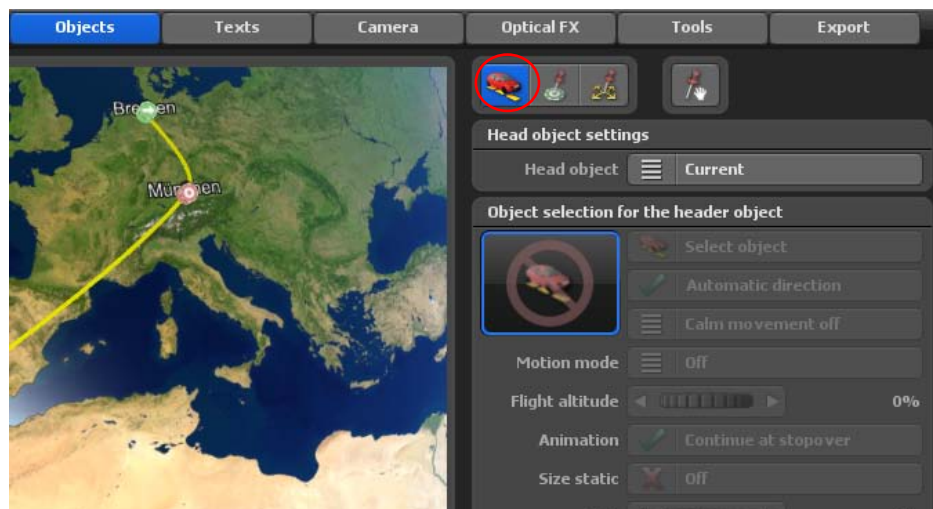 Objects Texts Camera Optical FX Tools Export
Bremen
München
Head object settings
Head object Current
Object selection for the header object
Select object
Automatic direction
Calm movement off
Motion mode Off
Flight altitude 0%
Animation Continue at stopover
Size static Off